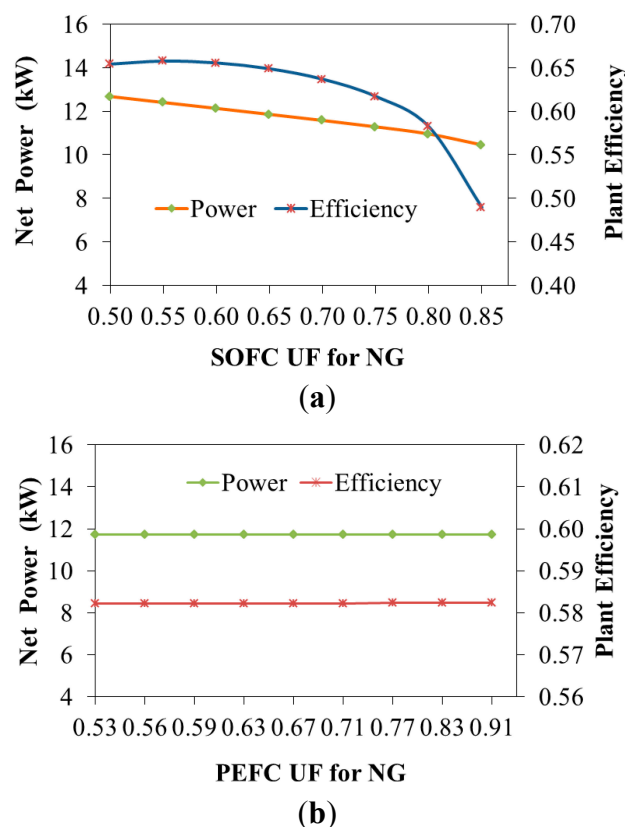 16 0.70
14 0.65
12 0.60
10 0.55
8 0.50
6 0.45
4 0.40
Net Power (kW)
Plant Efficiency
Power Efficiency
0.50 0.55 0.60 0.65 0.70 0.75 0.80 0.85
SOFC UF for NG
(a)
16 0.62
14 0.61
12 0.60
10 0.59
8 0.58
6 0.57
4 0.56
Net Power (kW)
Plant Efficiency
Power Efficiency
0.53 0.56 0.59 0.63 0.67 0.71 0.77 0.83 0.91
PEFC UF for NG
(b)